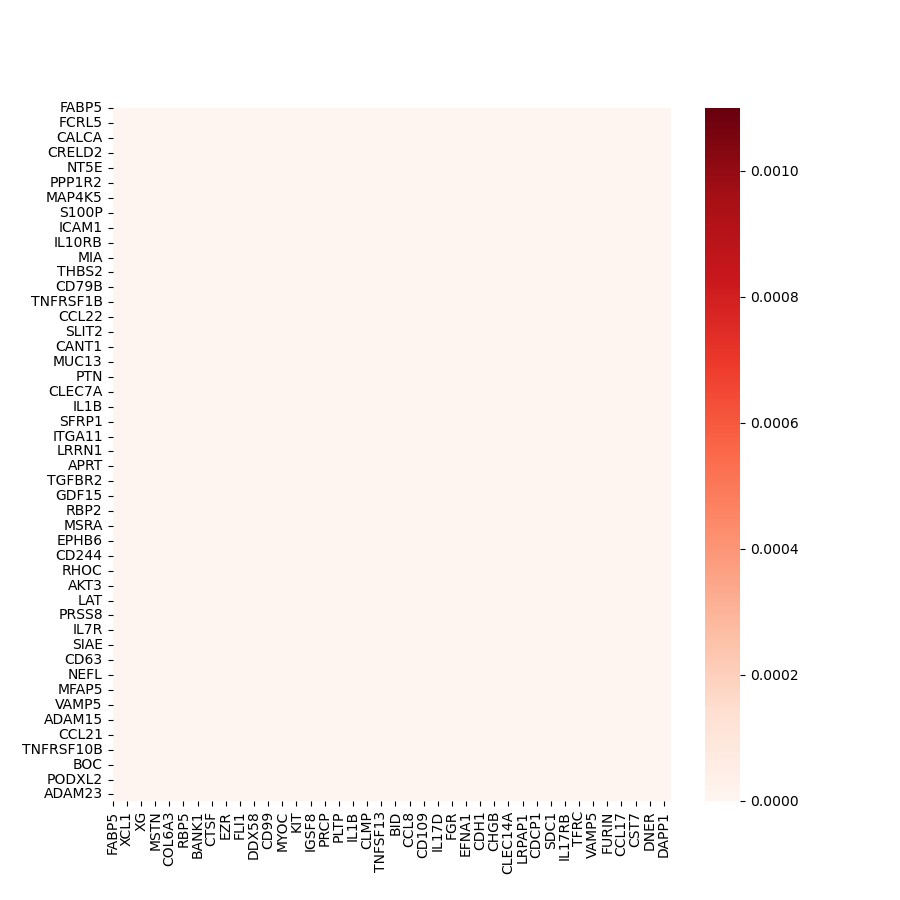 FABP5
FCRL5
CALCA
CRELD2
NT5E
PPP1R2
MAP4K5
S100P
ICAM1
IL10RB
MIA
THBS2
CD79B
TNFRSF1B
CCL22
SLIT2
CANT1
MUC13
PTN
CLEC7A
IL1B
SFRP1
ITGA11
LRRN1
APRT
TGFBR2
GDF15
RBP2
MSRA
EPHB6
CD244
RHOC
AKT3
LAT
PRSS8
IL7R
SIAE
CD63
NEFL
MFAP5
VAMP5
ADAM15
CCL21
TNFRSF10B
BOC
PODXL2
ADAM23
FABP5
XCL1
XG
MSTN
COL6A3
RBP5
BANK1
CTSF
EZR
FLI1
DDX58
CD99
MYOC
KIT
IGSF8
PRCP
PLTP
IL1B
CLMP
TNFSF13
BID
CCL8
CD109
IL17D
FGR
EFNA1
CDH1
CHGB
CLEC14A
LRPAP1
CDCP1
SDC1
IL17RB
TFRC
VAMP5
FURIN
CCL17
CST7
DNER
DAPP1
0.0010
0.0008
0.0006
0.0004
0.0002
0.0000